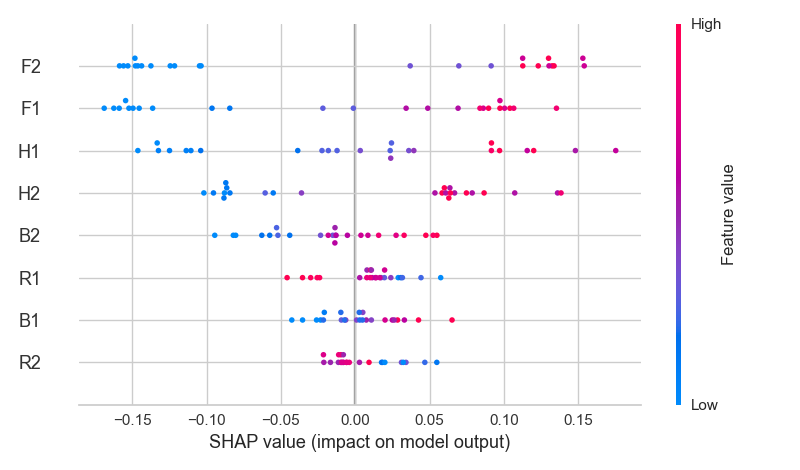 High
F2
F1
H1
H2
B2
R1
B1
R2
Feature value
Low
−0.15
−0.10
−0.05
0.00
0.05
0.10
0.15
SHAP value (impact on model output)